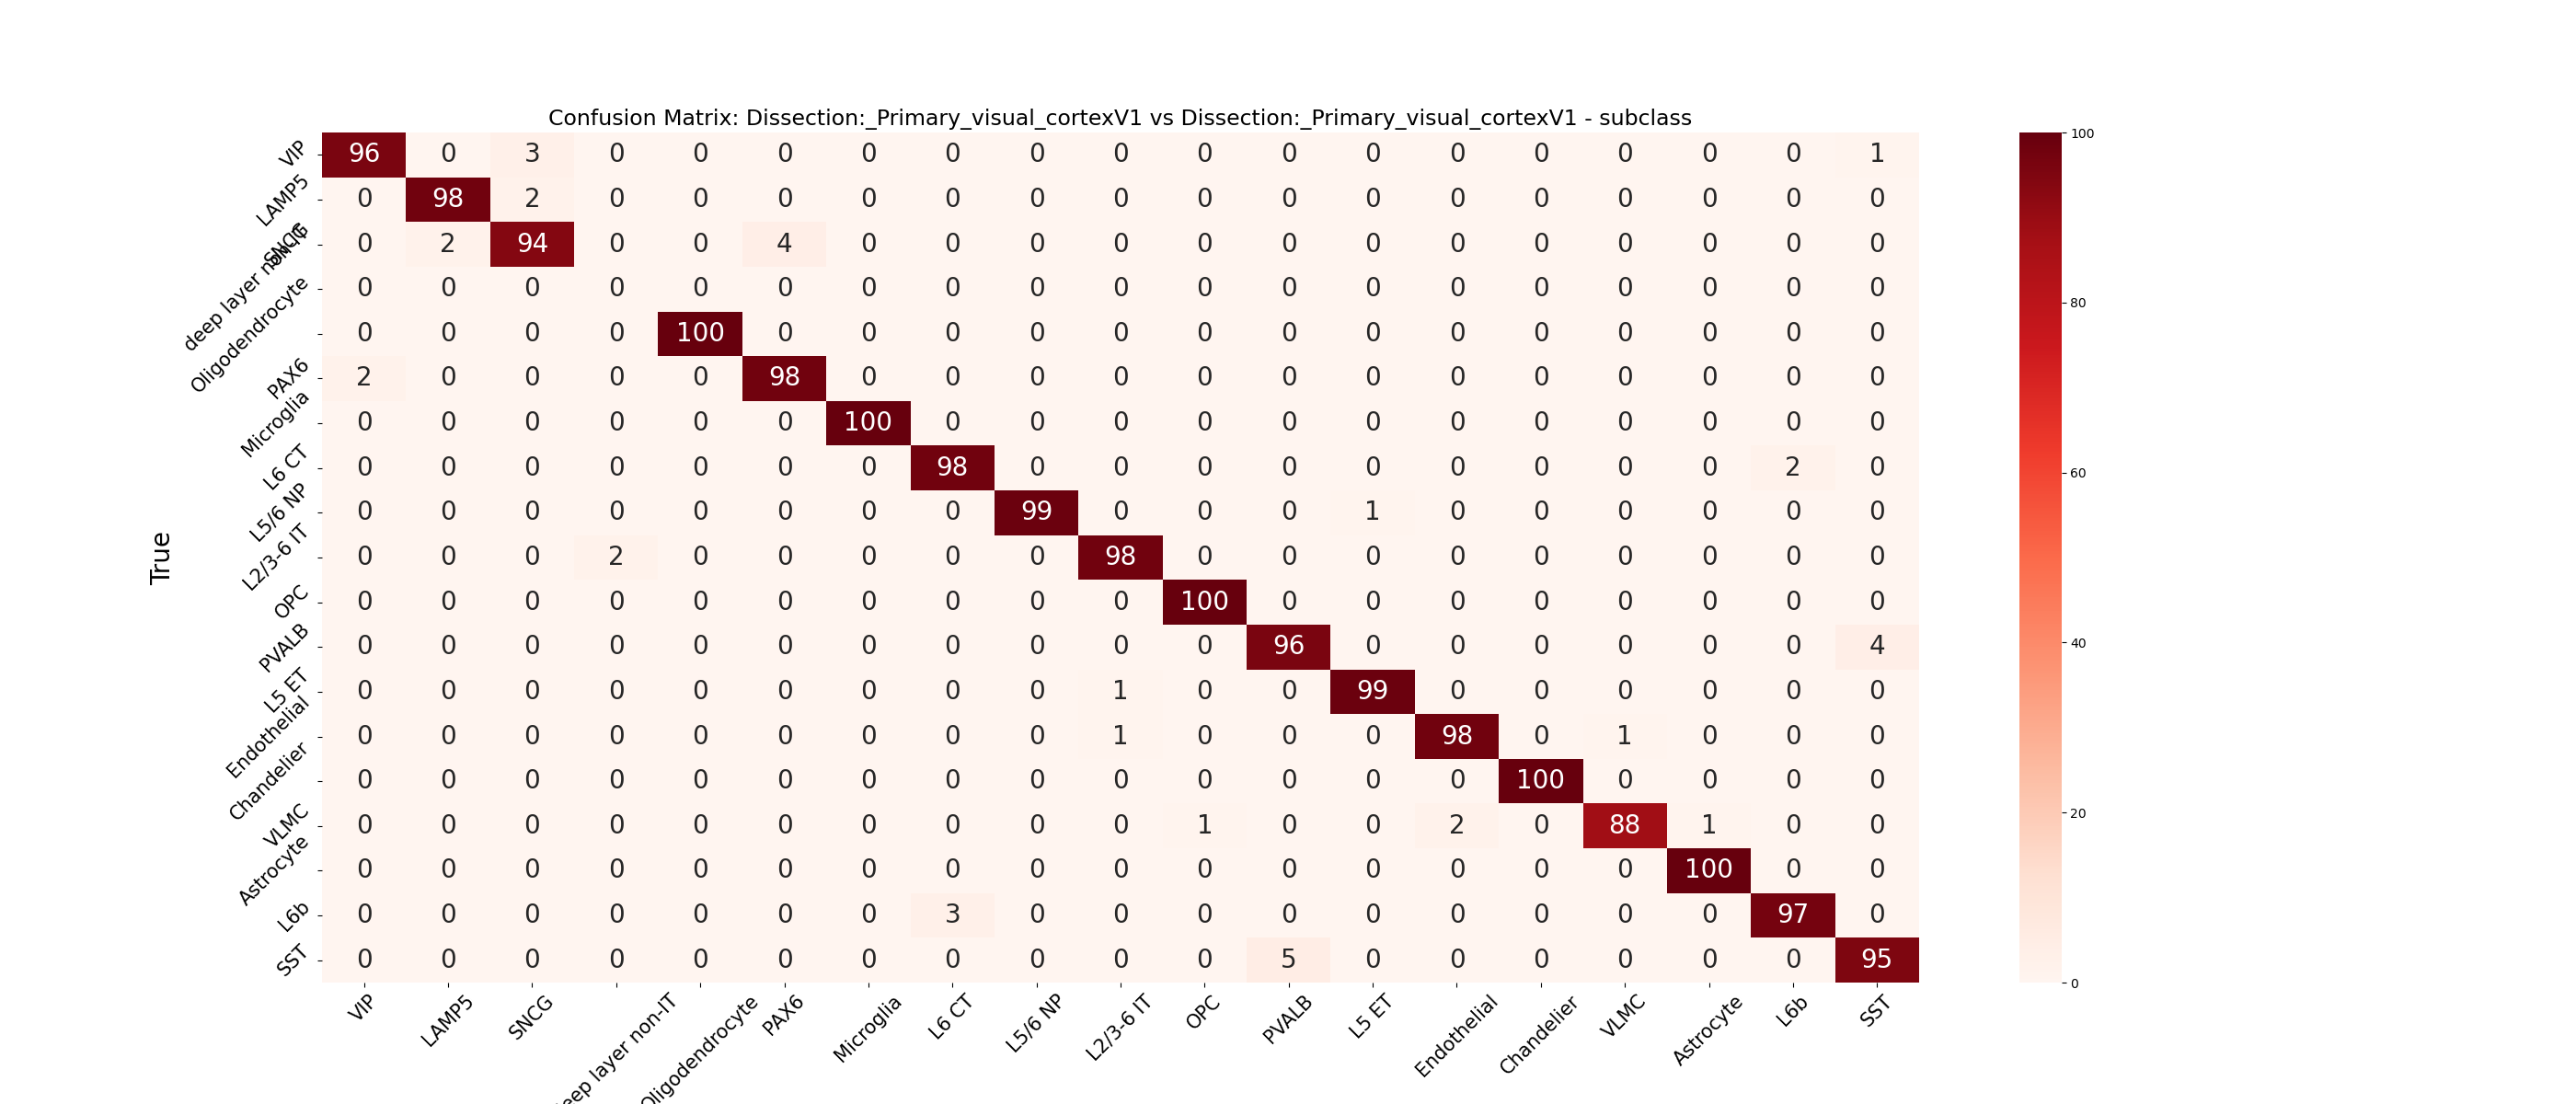 Confusion Matrix: Dissection:_Primary_visual_cortexV1 vs Dissection:_Primary_visual_cortexV1 - subclass
True
VIP 96 0 3 0 0 0 0 0 0 0 0 0 0 0 0 0 0 0 1
LAMP5 0 98 2 0 0 0 0 0 0 0 0 0 0 0 0 0 0 0 0
SNCG 0 2 94 0 0 4 0 0 0 0 0 0 0 0 0 0 0 0 0
deep layer non-IT 0 0 0 0 0 0 0 0 0 0 0 0 0 0 0 0 0 0 0
Oligodendrocyte 0 0 0 0 100 0 0 0 0 0 0 0 0 0 0 0 0 0 0
PAX6 2 0 0 0 0 98 0 0 0 0 0 0 0 0 0 0 0 0 0
Microglia 0 0 0 0 0 0 100 0 0 0 0 0 0 0 0 0 0 0 0
L6 CT 0 0 0 0 0 0 0 98 0 0 0 0 0 0 0 0 0 2 0
L5/6 NP 0 0 0 0 0 0 0 0 99 0 0 0 1 0 0 0 0 0 0
L2/3-6 IT 0 0 0 2 0 0 0 0 0 98 0 0 0 0 0 0 0 0 0
OPC 0 0 0 0 0 0 0 0 0 0 100 0 0 0 0 0 0 0 0
PVALB 0 0 0 0 0 0 0 0 0 0 0 96 0 0 0 0 0 0 4
L5 ET 0 0 0 0 0 0 0 0 0 1 0 0 99 0 0 0 0 0 0
Endothelial 0 0 0 0 0 0 0 0 0 1 0 0 0 98 0 1 0 0 0
Chandelier 0 0 0 0 0 0 0 0 0 0 0 0 0 0 100 0 0 0 0
VLMC 0 0 0 0 0 0 0 0 0 0 1 0 0 2 0 88 1 0 0
Astrocyte 0 0 0 0 0 0 0 0 0 0 0 0 0 0 0 0 100 0 0
L6b 0 0 0 0 0 0 0 3 0 0 0 0 0 0 0 0 0 97 0
SST 0 0 0 0 0 0 0 0 0 0 0 5 0 0 0 0 0 0 95
VIP LAMP5 SNCG eep layer non-IT Oligodendrocyte PAX6 Microglia L6 CT L5/6 NP L2/3-6 IT OPC PVALB L5 ET Endothelial Chandelier VLMC Astrocyte L6b SST
100
80
60
40
20
0